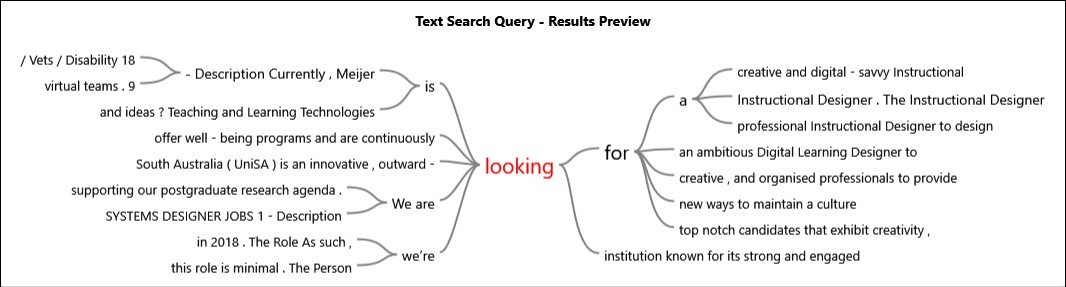 Text Search Query - Results Preview
/ Vets / Disability 18
virtual teams . 9
- Description Currently , Meijer
and ideas ? Teaching and Learning Technologies
is
offer well - being programs and are continuously
South Australia ( UniSA ) is an innovative , outward -
supporting our postgraduate research agenda .
SYSTEMS DESIGNER JOBS 1 - Description
We are
in 2018 . The Role As such ,
this role is minimal . The Person
we're
looking
for
a
creative and digital - savvy Instructional
Instructional Designer . The Instructional Designer
professional Instructional Designer to design
an ambitious Digital Learning Designer to
creative , and organised professionals to provide
new ways to maintain a culture
top notch candidates that exhibit creativity ,
institution known for its strong and engaged